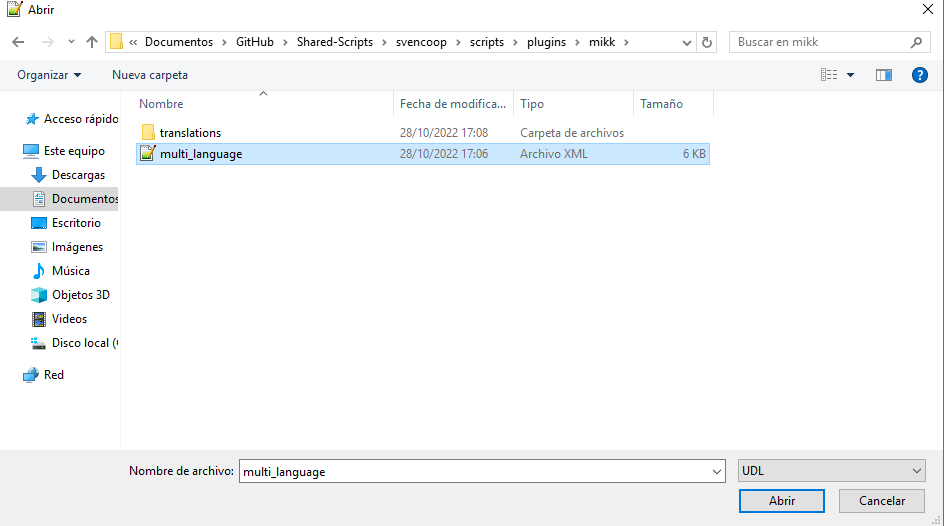 Abrir
« Documentos › GitHub › Shared-Scripts › svencoop › scripts › plugins › mikk ›
Buscar en mikk
Organizar
Nueva carpeta
Nombre
Fecha de modifica...
Tipo
Tamaño
Acceso rápido
Este equipo
Descargas
Documentos
Escritorio
Imágenes
Música
Objetos 3D
Videos
Disco local (
Red
translations 28/10/2022 17:08 Carpeta de archivos
multi_language 28/10/2022 17:06 Archivo XML 6 KB
Nombre de archivo: multi_language
UDL
Abrir
Cancelar